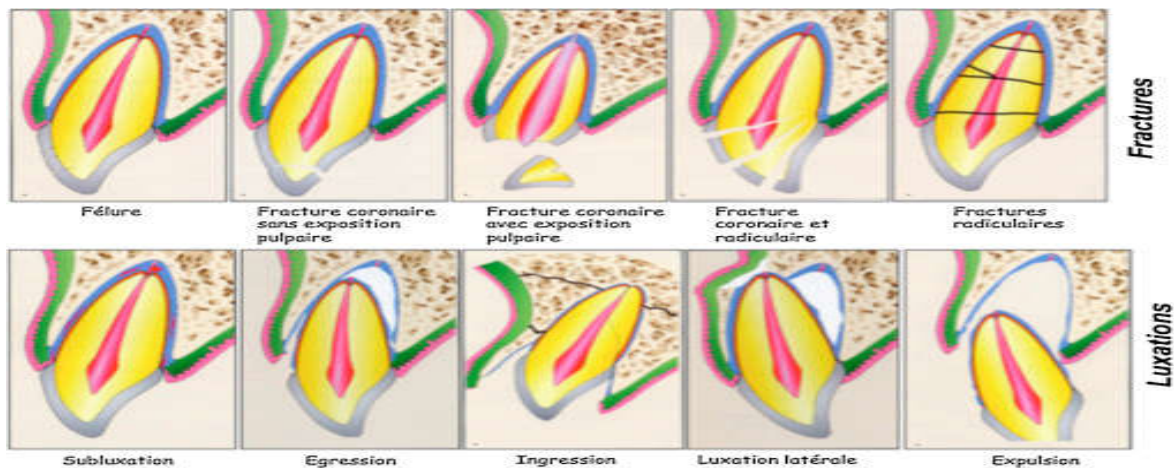 Fractures
Félure
Fracture coronaire
sans exposition
pulpaire
Fracture coronaire
avec exposition
pulpaire
Fracture
coronaire et
radiculaire
Fractures
radiculaires
Luxations
Subluxation
Egression
Ingression
Luxation latérale
Expulsion